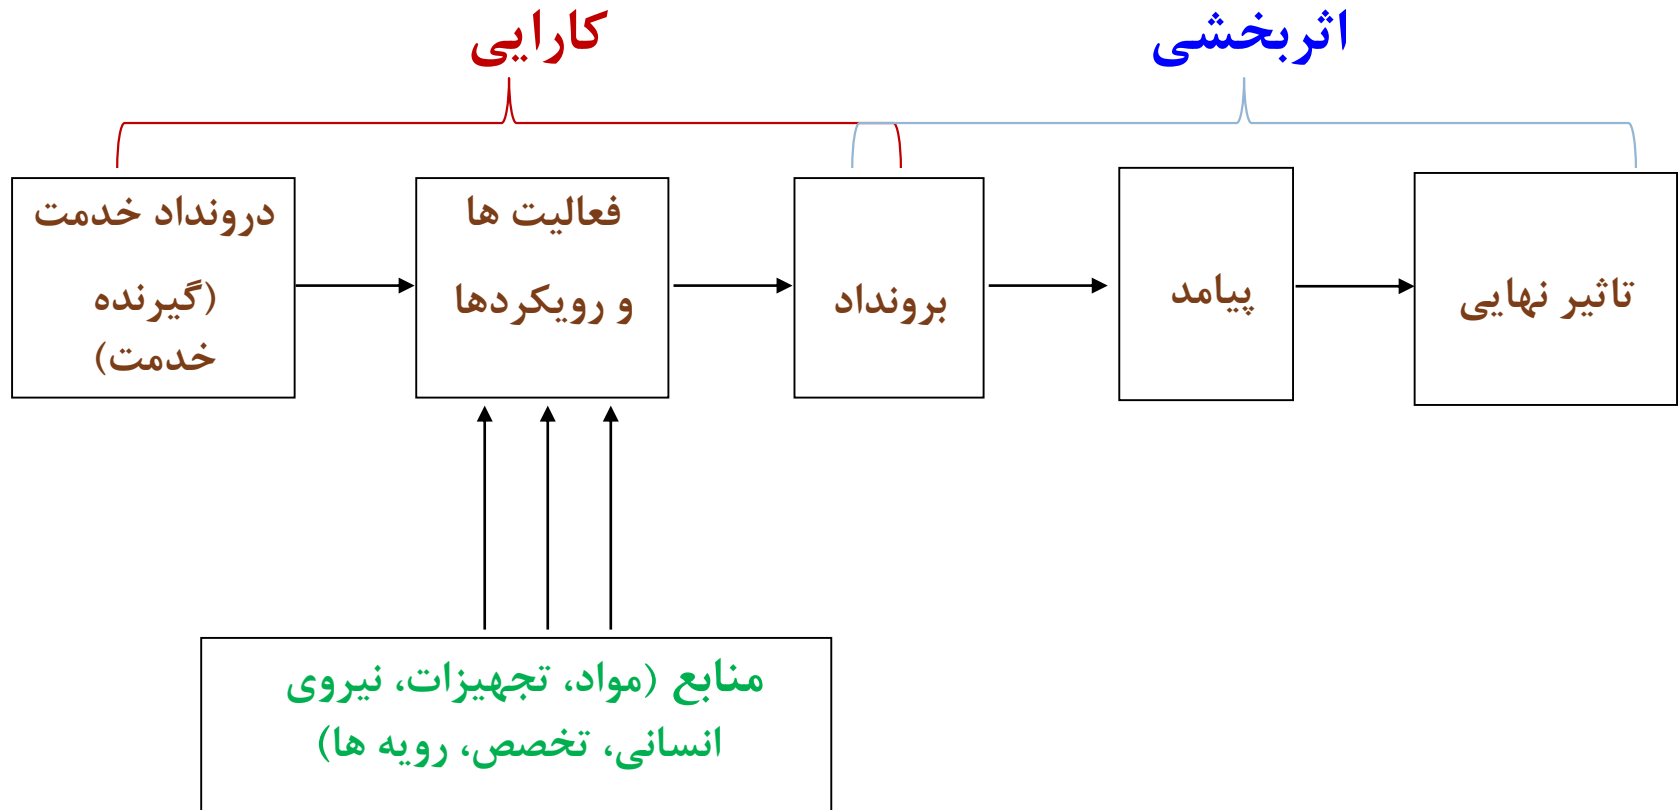 کارایی
اثربخشی
درونداد خدمت
(گیرنده
خدمت)
فعالیت ها
و رویکردها
برونداد
پیامد
تاثیر نهایی
منابع (مواد، تجهیزات، نیروی
انسانی، تخصص، رویه ها)